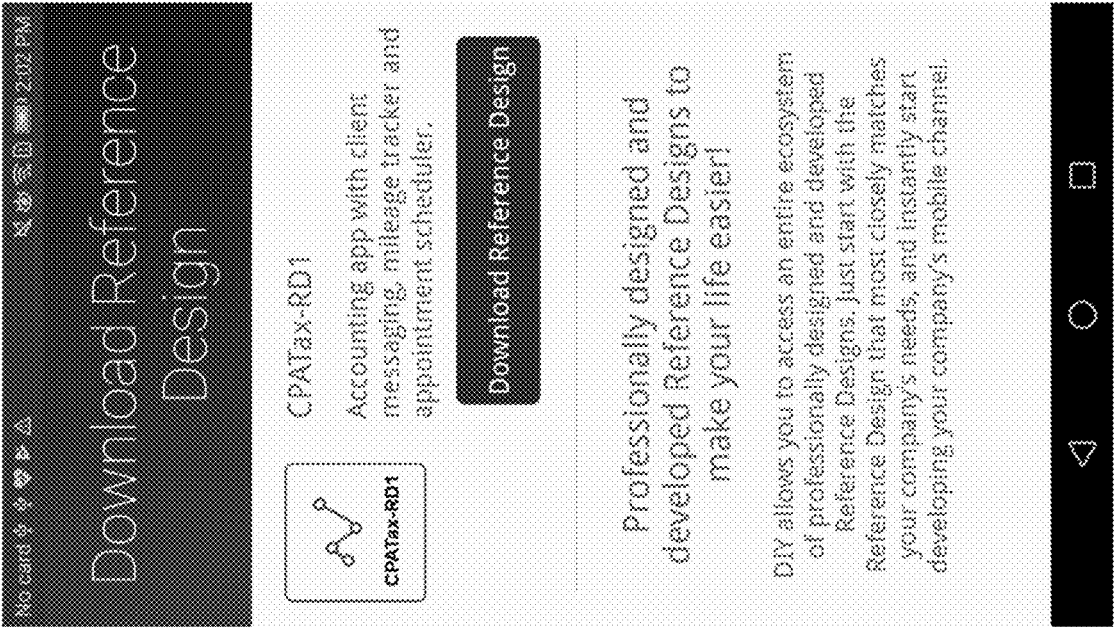 No card 2:02 PM
Download Reference
Design
CPATax-RD1
CPATax-RD1
Accounting app with client
messaging, mileage tracker and
appointment scheduler.
Download Reference Design
Professionally designed and
developed Reference Designs to
make your life easier!
DIY allows you to access an entire ecosystem
of professionally designed and developed
Reference Designs. Just start with the
Reference Design that most closely matches
your company's needs, and instantly start
developing your company's mobile channel.